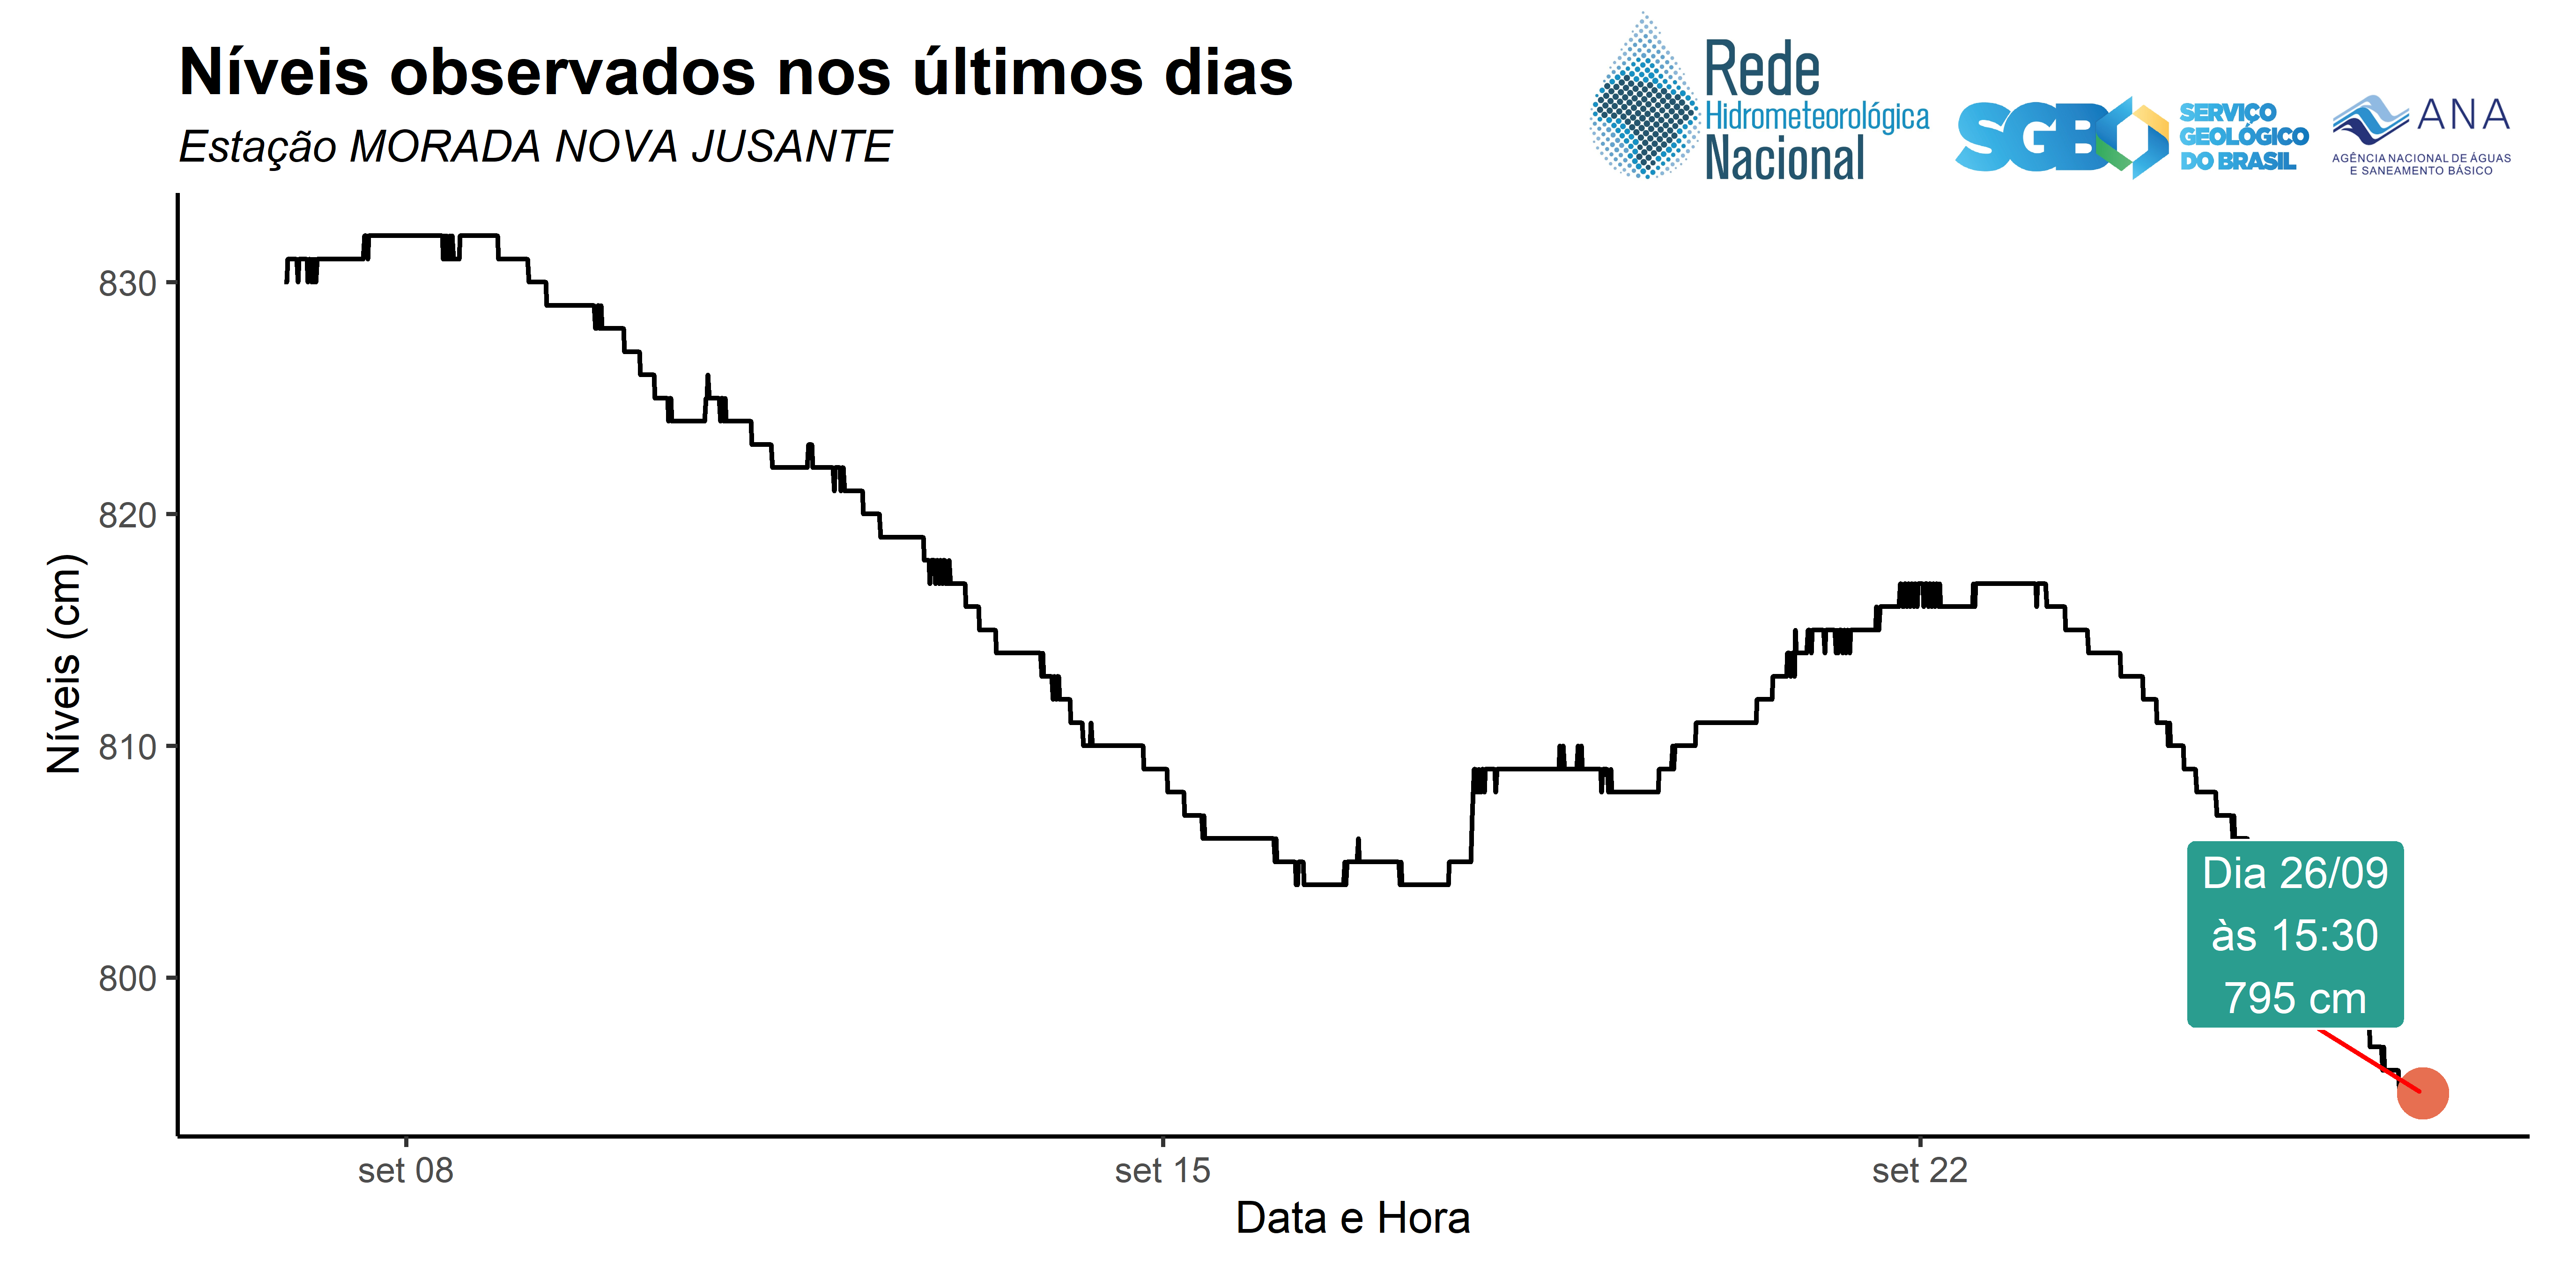 Níveis observados nos últimos dias
Estação MORADA NOVA JUSANTE
Rede
Hidrometeorológica
Nacional
SGB
SERVIÇO
GEOLÓGICO
DO BRASIL
ANA
AGÊNCIA NACIONAL DE ÁGUAS
E SANEAMENTO BÁSICO
Níveis (cm)
830
820
810
800
Dia 26/09
às 15:30
795 cm
set 08
set 15
set 22
Data e Hora